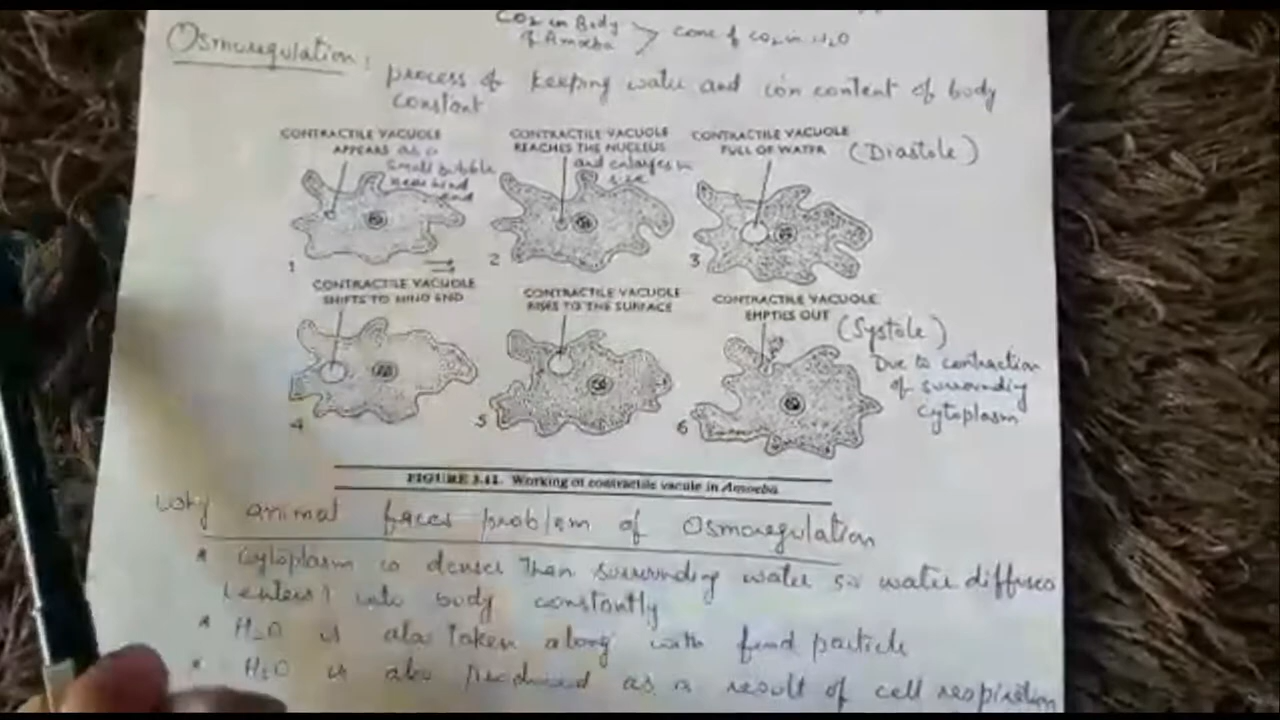 CO2 in Body
of Amoeba > conc of CO2 in H2O
Osmoregulation:
process of keeping water and ion content of body
constant
CONTRACTILE VACUOLE
APPEARS as a
small bubble
near hind
end
CONTRACTILE VACUOLE
REACHES THE NUCLEUS
and enlarges in
size
CONTRACTILE VACUOLE
FULL OF WATER (Diastole)
1
2
3
CONTRACTILE VACUOLE
SHIFTS TO HIND END
CONTRACTILE VACUOLE
RISES TO THE SURFACE
CONTRACTILE VACUOLE
EMPTIES OUT (Systole)
Due to contraction
of surrounding
cytoplasm
4
5
6
FIGURE 3.11. Working of contractile vacule in Amoeba
Why animal faces problem of Osmoregulation
* Cytoplasm is denser than surrounding water so water diffuses
(enters) into body constantly
* H2O is also taken along with food particle
* H2O is also produced as a result of cell respiration